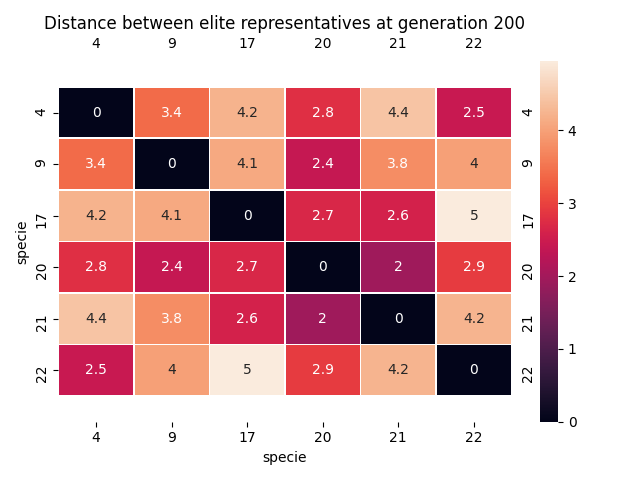 Distance between elite representatives at generation 200
4 9 17 20 21 22
4 0 3.4 4.2 2.8 4.4 2.5 4
9 3.4 0 4.1 2.4 3.8 4 9
17 4.2 4.1 0 2.7 2.6 5 17
20 2.8 2.4 2.7 0 2 2.9 20
21 4.4 3.8 2.6 2 0 4.2 21
22 2.5 4 5 2.9 4.2 0 22
4 9 17 20 21 22
specie
specie
4
3
2
1
0